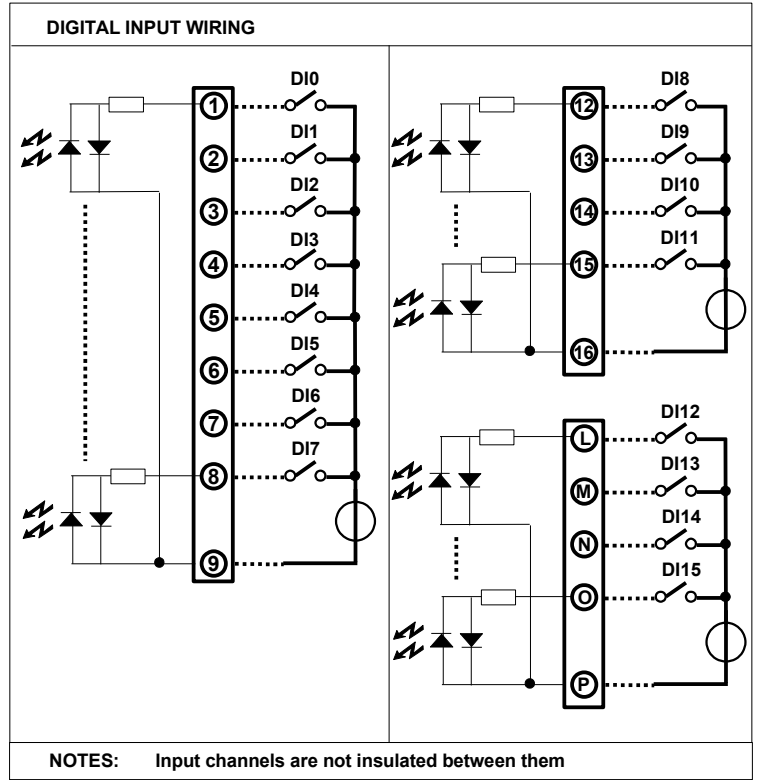 DIGITAL INPUT WIRING
DI0
1
DI1
2
DI2
3
DI3
4
DI4
5
DI5
6
DI6
7
DI7
8
9
DI8
12
DI9
13
DI10
14
DI11
15
16
DI12
L
DI13
M
DI14
N
DI15
O
P
NOTES: Input channels are not insulated between them